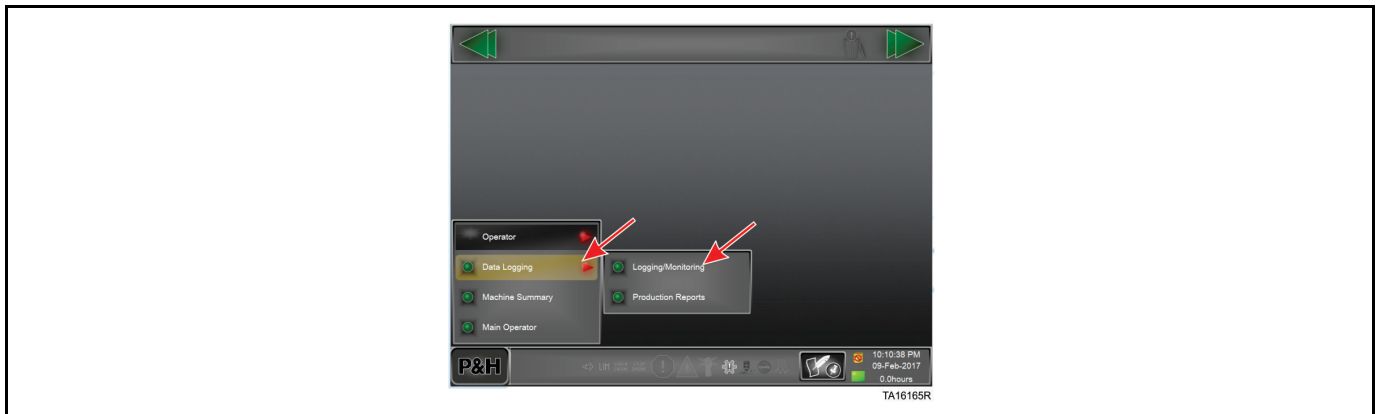 Operator
Data Logging
Logging/Monitoring
Machine Summary
Production Reports
Main Operator
P&H
LIM
10:10:38 PM
09-Feb-2017
0.0hours
TA16165R